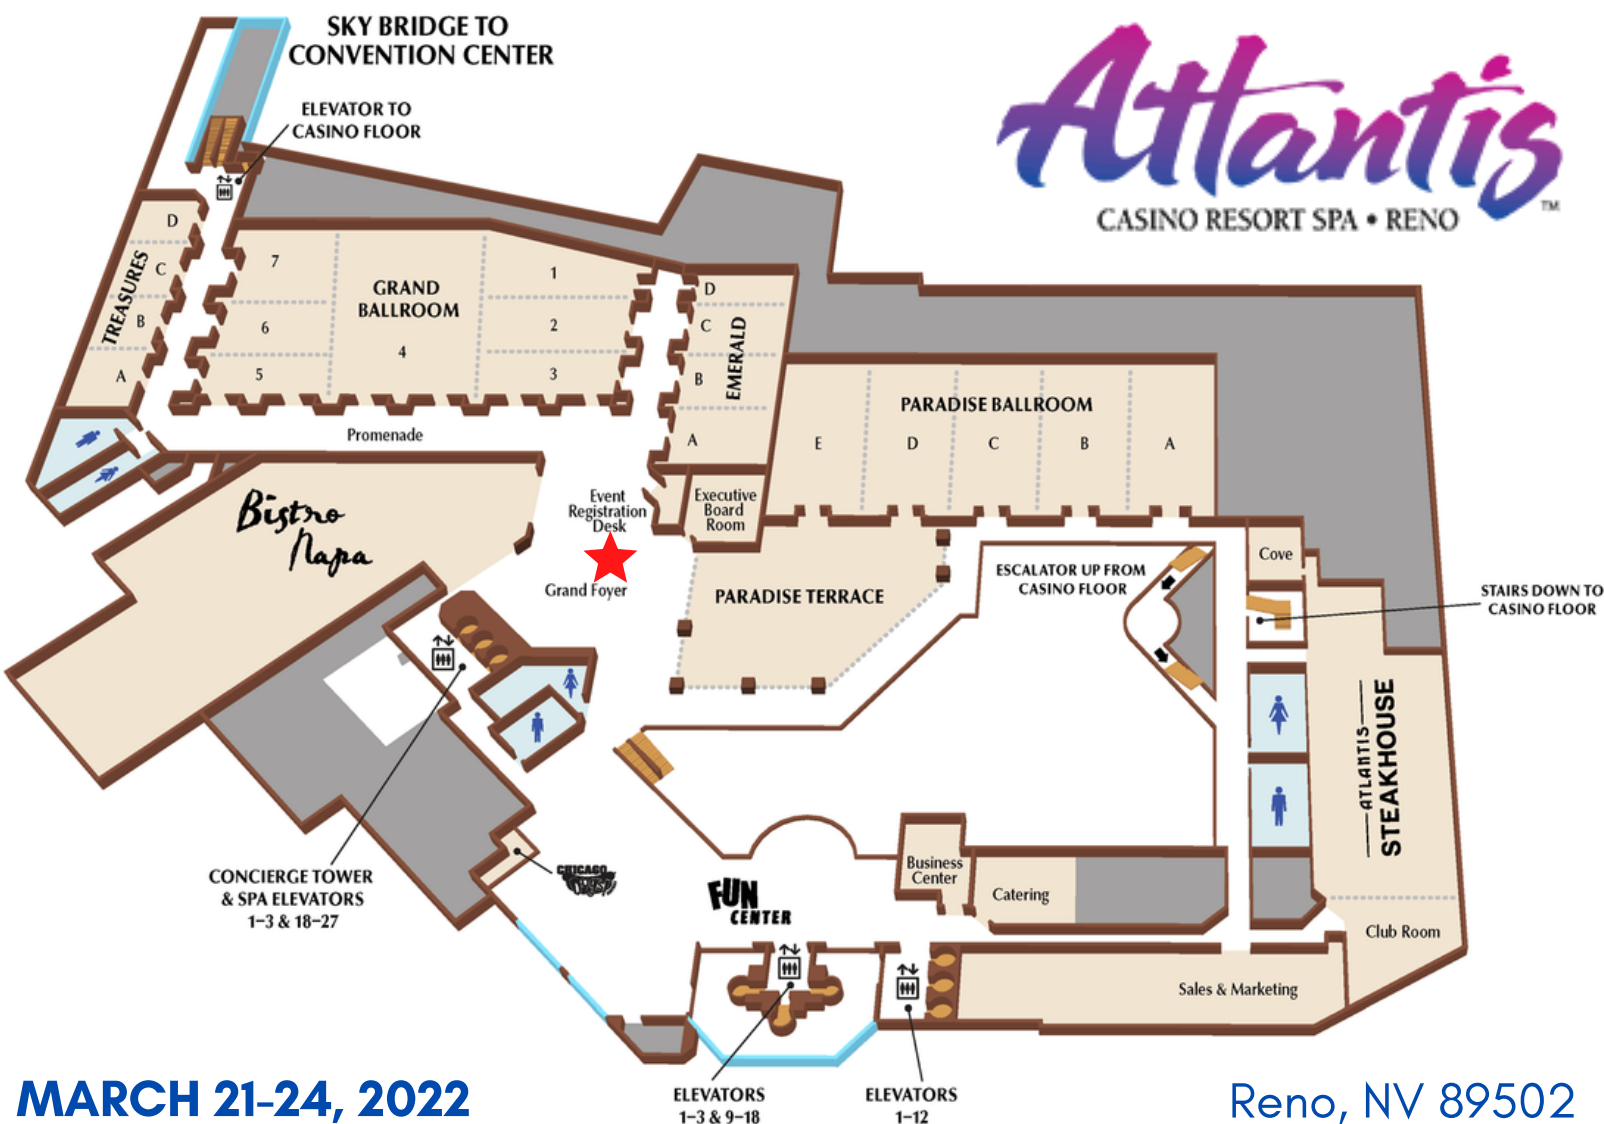 SKY BRIDGE TO
CONVENTION CENTER
Atlantis
TM
CASINO RESORT SPA • RENO
ELEVATOR TO
CASINO FLOOR
TREASURES
D
C
B
A
GRAND
BALLROOM
7
6
5
4
1
2
3
EMERALD
D
C
B
A
Promenade
PARADISE BALLROOM
E
D
C
B
A
Bistro
Napa
Event
Registration
Desk
Executive
Board
Room
Grand Foyer
PARADISE TERRACE
ESCALATOR UP FROM
CASINO FLOOR
Cove
STAIRS DOWN TO
CASINO FLOOR
ATLANTIS
STEAKHOUSE
CONCIERGE TOWER
& SPA ELEVATORS
1–3 & 18–27
CHICAGO
FUN
CENTER
Business
Center
Catering
Club Room
Sales & Marketing
ELEVATORS
1–3 & 9–18
ELEVATORS
1–12
MARCH 21-24, 2022
Reno, NV 89502